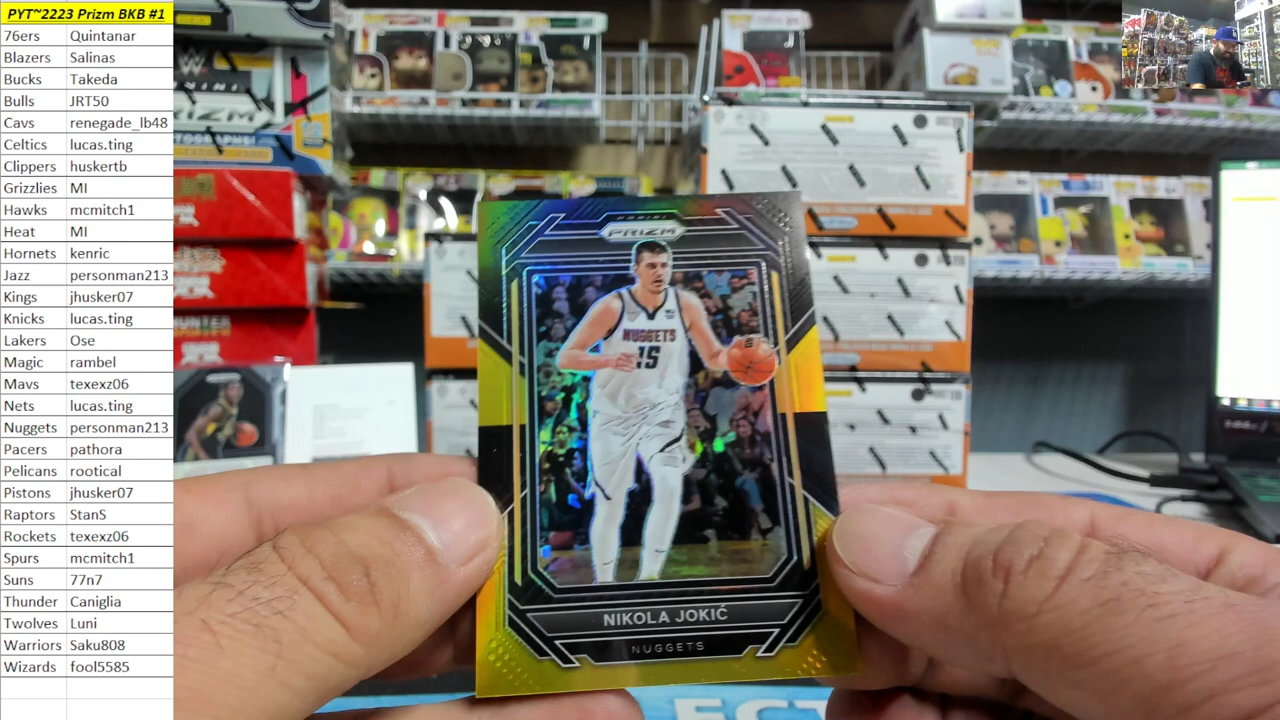 PYT~2223 Prizm BKB #1
76ers Quintanar
Blazers Salinas
Bucks Takeda
Bulls JRT50
Cavs renegade_lb48
Celtics lucas.ting
Clippers huskertb
Grizzlies MI
Hawks mcmitch1
Heat MI
Hornets kenric
Jazz personman213
Kings jhusker07
Knicks lucas.ting
Lakers Ose
Magic rambel
Mavs texexz06
Nets lucas.ting
Nuggets personman213
Pacers pathora
Pelicans rootical
Pistons jhusker07
Raptors StanS
Rockets texexz06
Spurs mcmitch1
Suns 77n7
Thunder Caniglia
Twolves Luni
Warriors Saku808
Wizards fool5585
PANINI
PRIZM
NUGGETS
15
NIKOLA JOKIĆ
NUGGETS